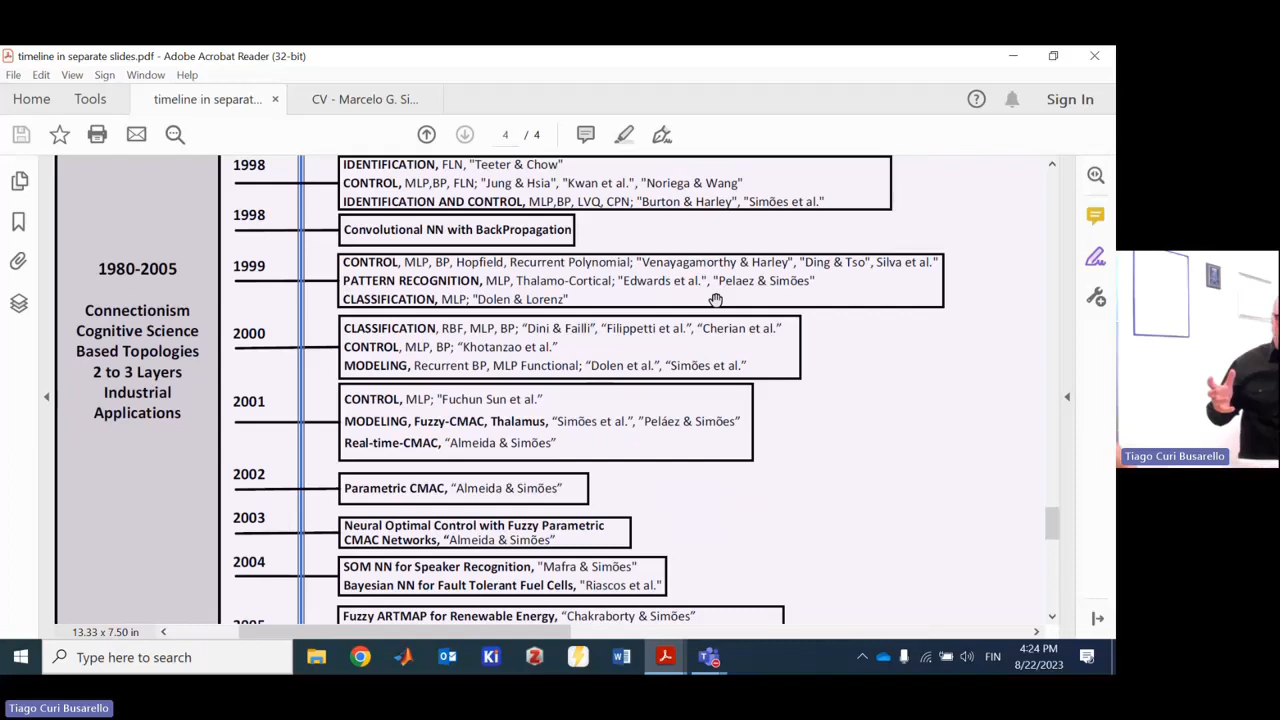 timeline in separate slides.pdf - Adobe Acrobat Reader (32-bit)
File Edit View Sign Window Help
Home Tools timeline in separat... × CV - Marcelo G. Si... Sign In
4 / 4
1980-2005
Connectionism
Cognitive Science
Based Topologies
2 to 3 Layers
Industrial
Applications
1998
IDENTIFICATION, FLN, "Teeter & Chow"
CONTROL, MLP,BP, FLN; "Jung & Hsia", "Kwan et al.", "Noriega & Wang"
IDENTIFICATION AND CONTROL, MLP,BP, LVQ, CPN; "Burton & Harley", "Simões et al."
1998
Convolutional NN with BackPropagation
1999
CONTROL, MLP, BP, Hopfield, Recurrent Polynomial; "Venayagamorthy & Harley", "Ding & Tso", Silva et al."
PATTERN RECOGNITION, MLP, Thalamo-Cortical; "Edwards et al.", "Pelaez & Simões"
CLASSIFICATION, MLP; "Dolen & Lorenz"
2000
CLASSIFICATION, RBF, MLP, BP; “Dini & Failli”, “Filippetti et al.”, “Cherian et al.”
CONTROL, MLP, BP; “Khotanzao et al.”
MODELING, Recurrent BP, MLP Functional; “Dolen et al.”, “Simões et al.”
2001
CONTROL, MLP; "Fuchun Sun et al.”
MODELING, Fuzzy-CMAC, Thalamus, “Simões et al.”, ”Peláez & Simões”
Real-time-CMAC, “Almeida & Simões”
2002
Parametric CMAC, “Almeida & Simões”
2003
Neural Optimal Control with Fuzzy Parametric
CMAC Networks, “Almeida & Simões”
2004
SOM NN for Speaker Recognition, "Mafra & Simões"
Bayesian NN for Fault Tolerant Fuel Cells, "Riascos et al."
2005
Fuzzy ARTMAP for Renewable Energy, “Chakraborty & Simões”
13.33 x 7.50 in
Type here to search
Ki
FIN
4:24 PM
8/22/2023
Tiago Curi Busarello
Tiago Curi Busarello